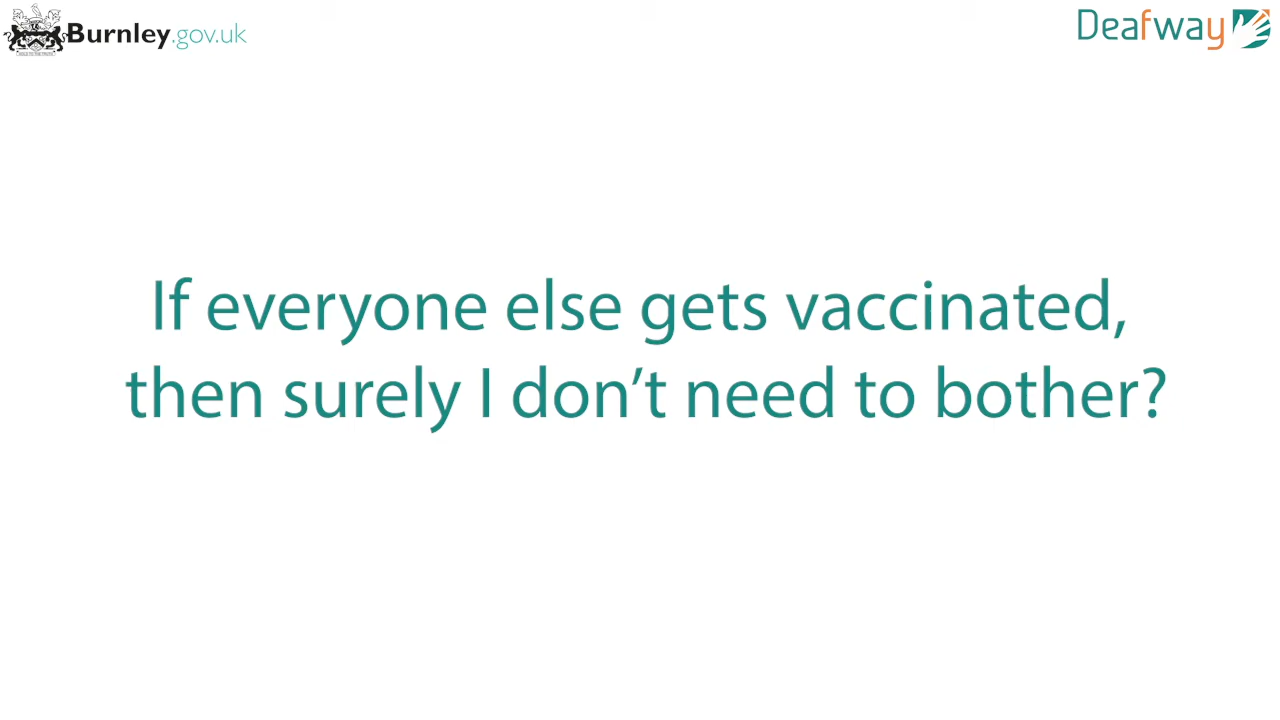 Burnley.gov.uk
Deafway
If everyone else gets vaccinated,
then surely I don't need to bother?